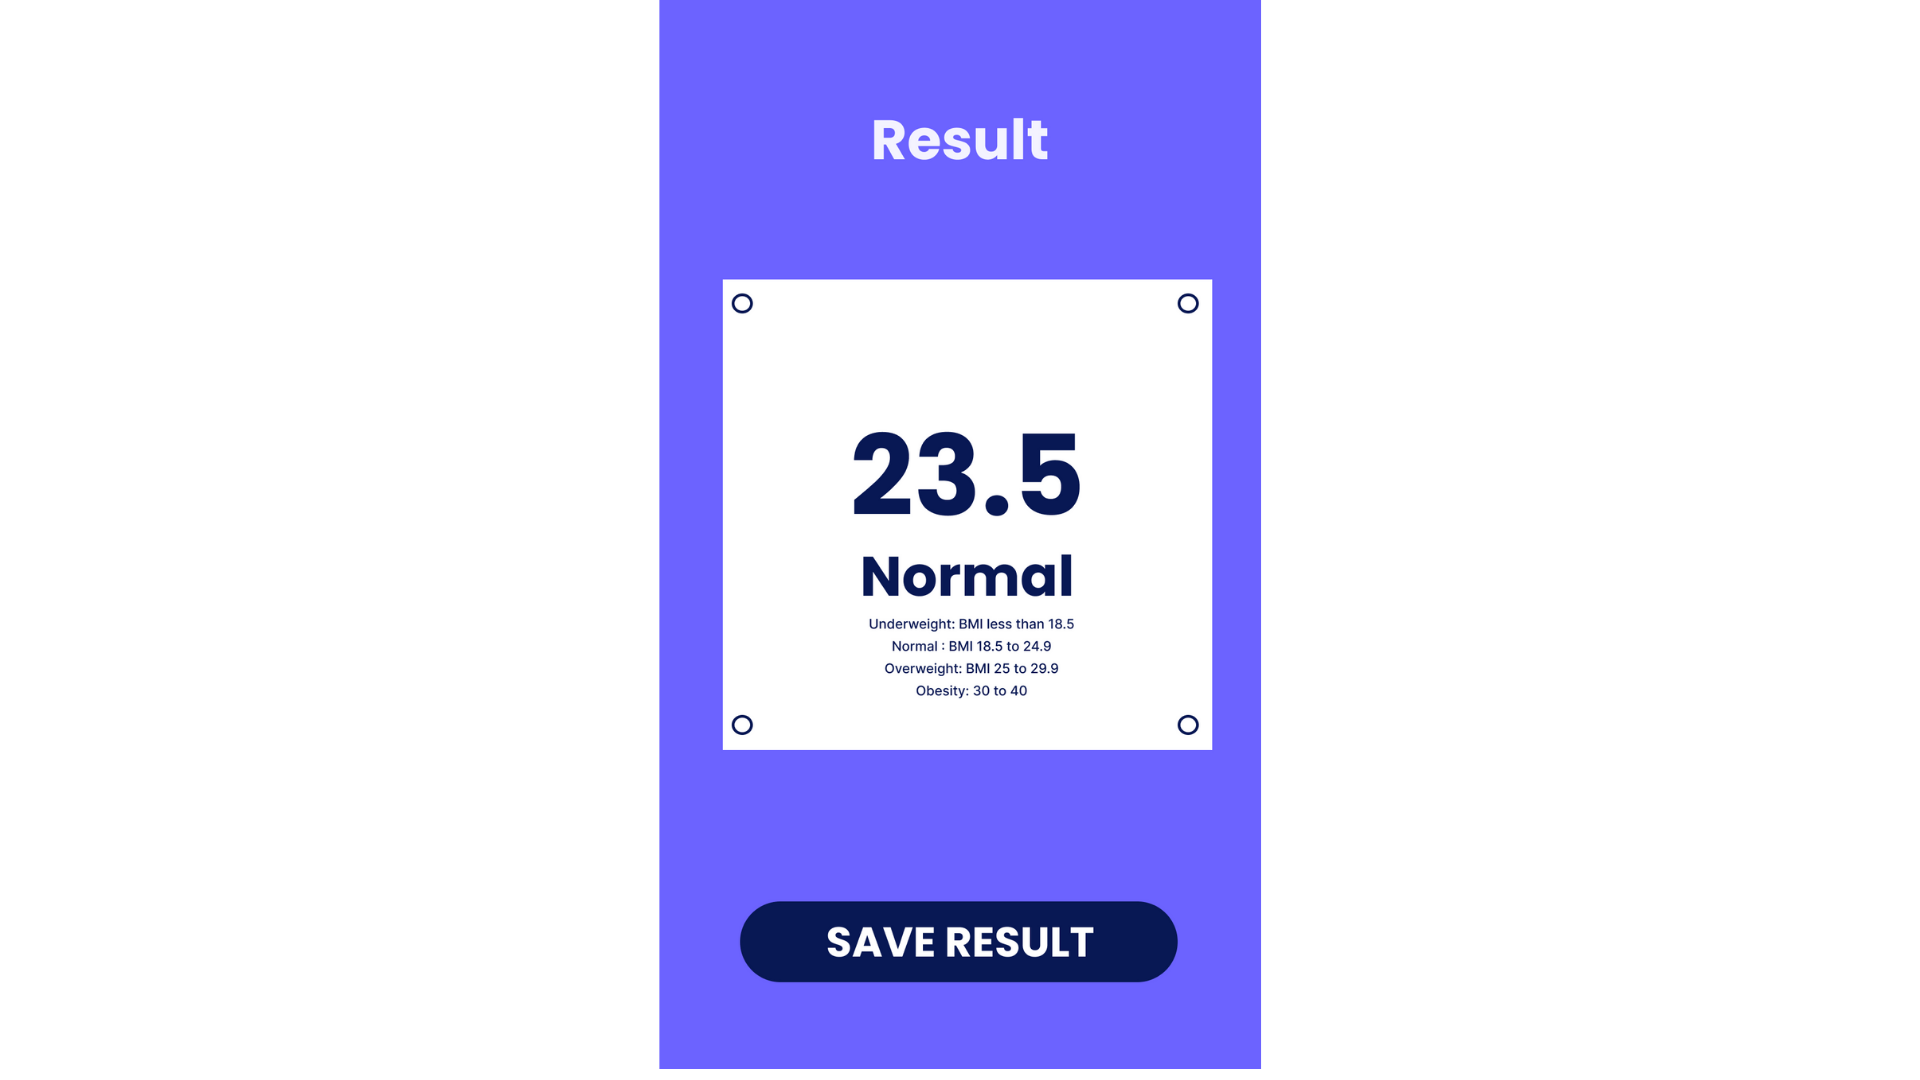 Result
23.5
Normal
Underweight: BMI less than 18.5
Normal : BMI 18.5 to 24.9
Overweight: BMI 25 to 29.9
Obesity: 30 to 40
SAVE RESULT